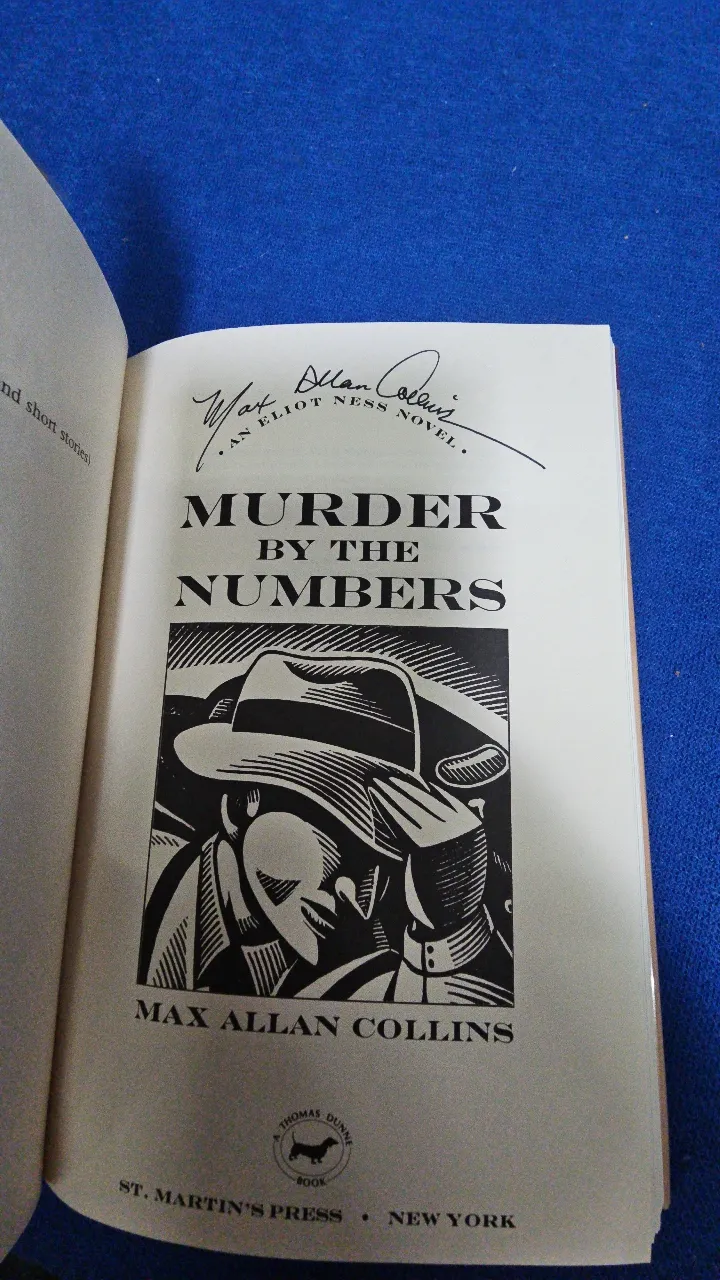 nd short stories)
Max Allan Collins
• AN ELIOT NESS NOVEL •
MURDER
BY THE
NUMBERS
MAX ALLAN COLLINS
A THOMAS DUNNE
BOOK
ST. MARTIN'S PRESS • NEW YORK